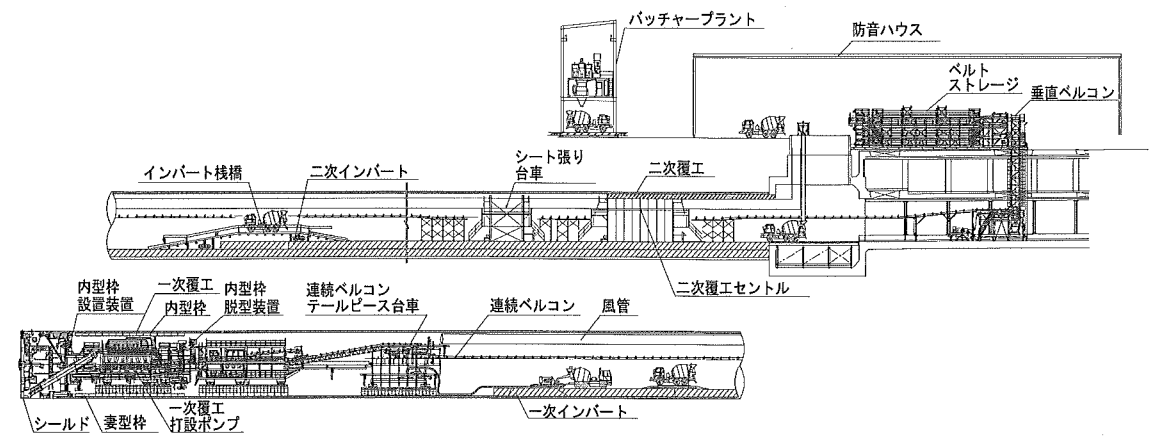 バッチャープラント
防音ハウス
ベルト
ストレージ
垂直ベルコン
インバート桟橋
二次インバート
シート張り
台車
二次覆工
二次覆工セントル
内型枠
設置装置
一次覆工
内型枠
内型枠
脱型装置
連続ベルコン
テールピース台車
連続ベルコン
風管
シールド
妻型枠
一次覆工
打設ポンプ
一次インバート